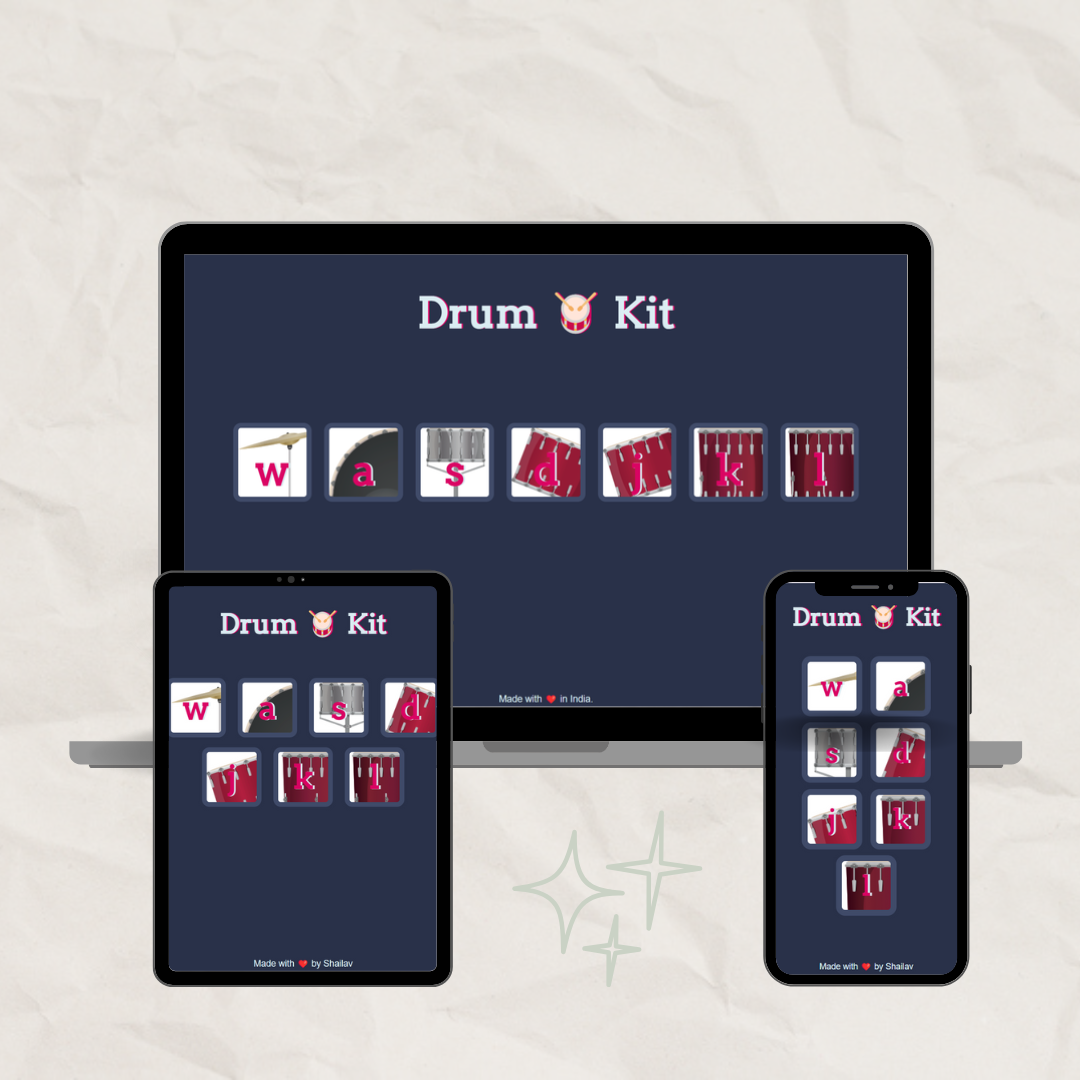 Drum 🥁 Kit
w a s d j k l
Made with ❤️ in India.
Drum 🥁 Kit
w a s d
j k l
Made with ❤️ by Shailav
Drum 🥁 Kit
w a
s d
j k
l
Made with ❤️ by Shailav